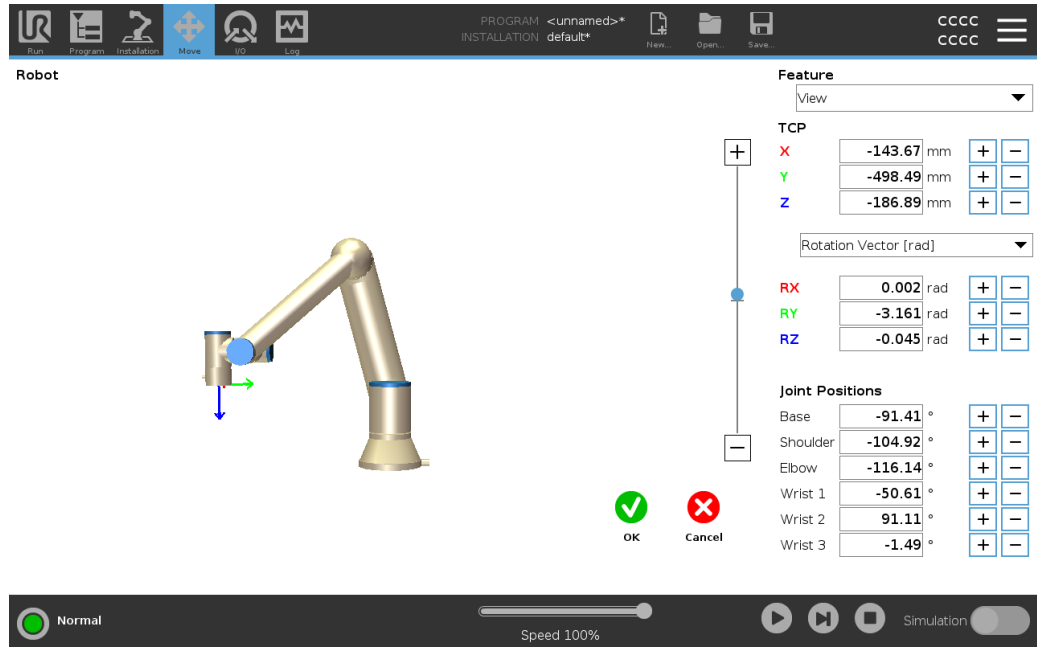 PROGRAM <unnamed>*
INSTALLATION default*
CCCC
CCCC
Run Program Installation Move I/O Log New... Open... Save...
Robot
Feature
View
TCP
X -143.67 mm + −
Y -498.49 mm + −
Z -186.89 mm + −
Rotation Vector [rad]
RX 0.002 rad + −
RY -3.161 rad + −
RZ -0.045 rad + −
Joint Positions
Base -91.41 ° + −
Shoulder -104.92 ° + −
Elbow -116.14 ° + −
Wrist 1 -50.61 ° + −
Wrist 2 91.11 ° + −
Wrist 3 -1.49 ° + −
OK Cancel
Normal
Speed 100%
Simulation